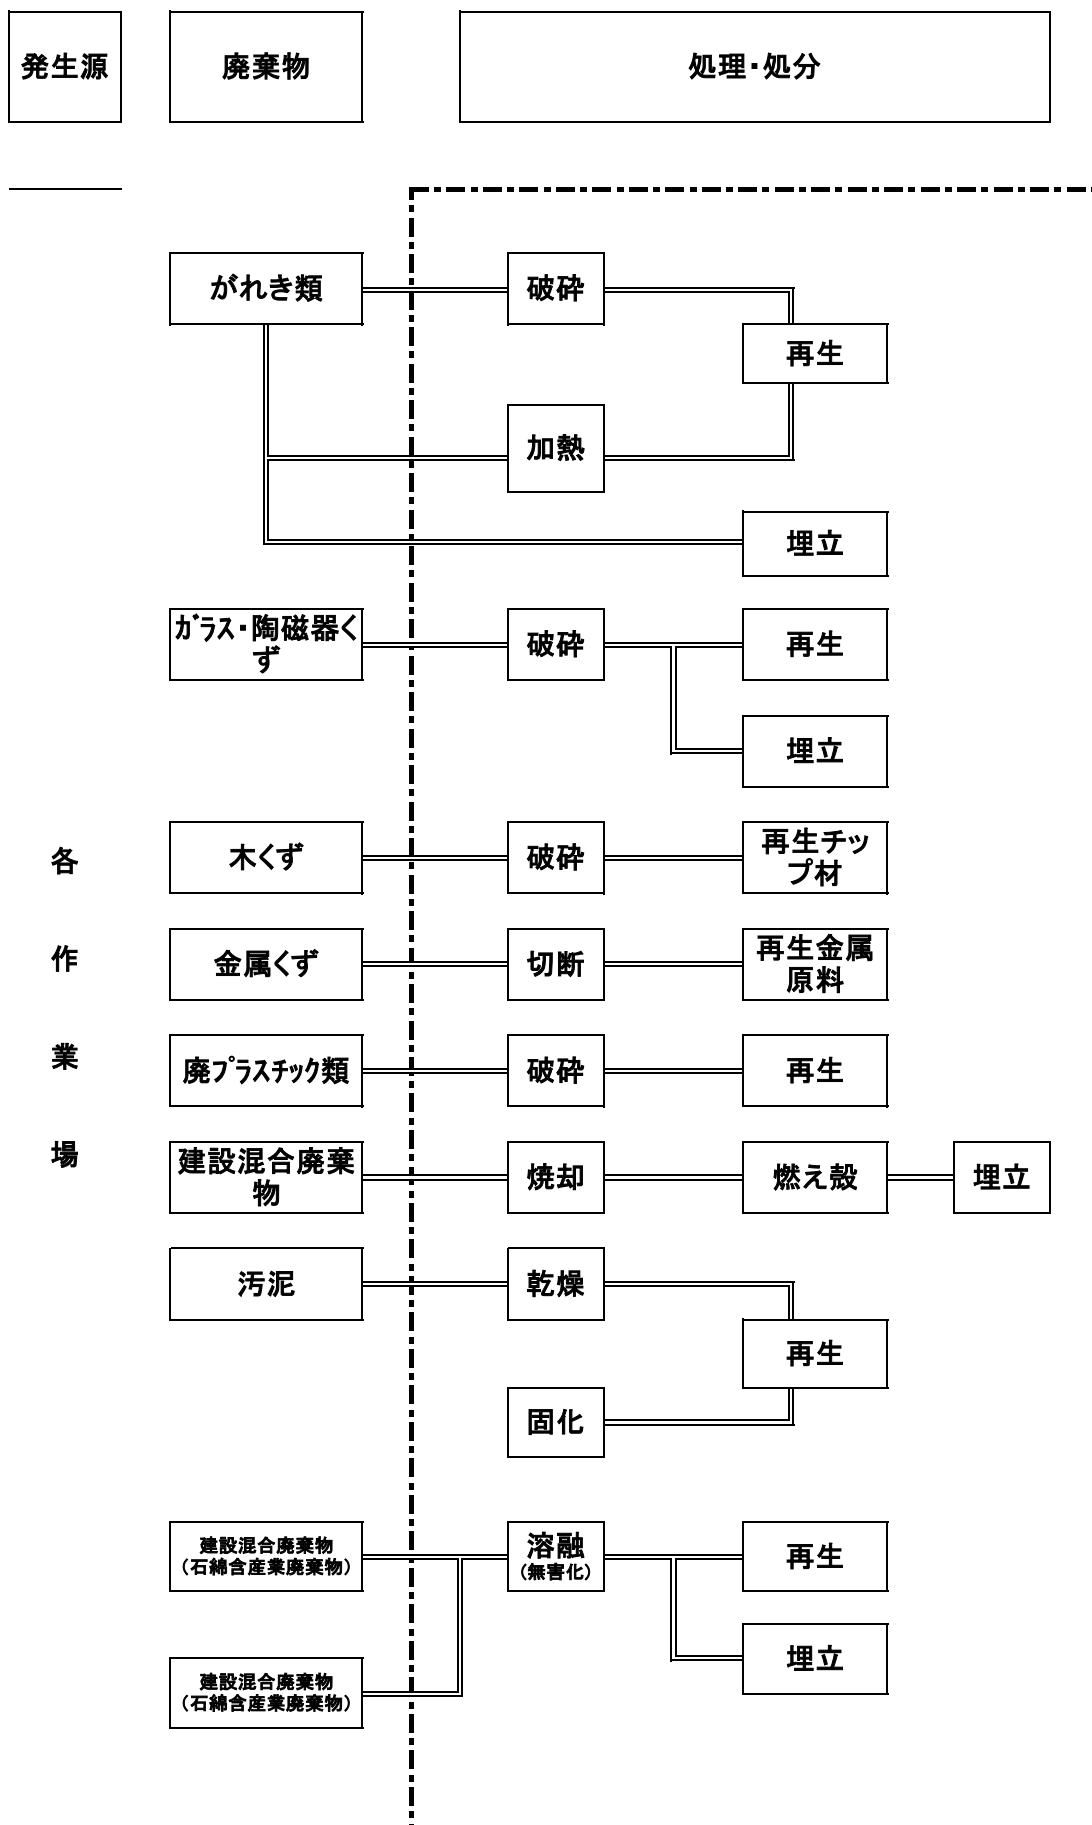 発生源
廃棄物
処理・処分
がれき類
破砕
再生
加熱
埋立
ｶﾞﾗｽ・陶磁器く
ず
破砕
再生
埋立
各
作
業
場
木くず
破砕
再生チッ
プ材
金属くず
切断
再生金属
原料
廃ﾌﾟﾗｽﾁｯｸ類
破砕
再生
建設混合廃棄
物
焼却
燃え殻
埋立
汚泥
乾燥
再生
固化
建設混合廃棄物
（石綿含産業廃棄物）
溶融
（無害化）
再生
埋立
建設混合廃棄物
（石綿含産業廃棄物）